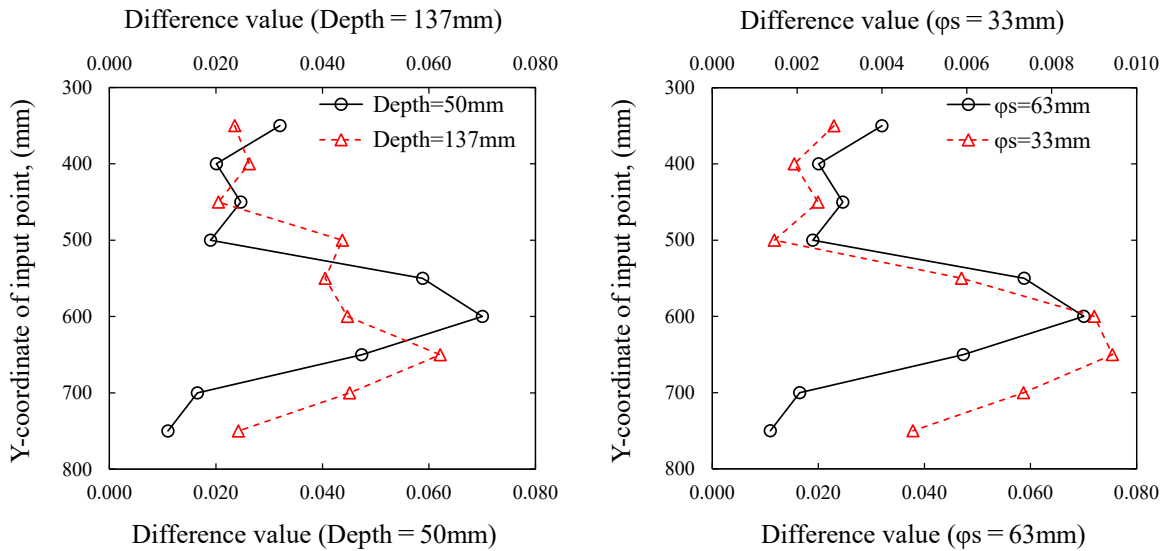 Difference value (Depth = 137mm)
0.000 0.020 0.040 0.060 0.080
Y-coordinate of input point, (mm)
300
400
500
600
700
800
Depth=50mm
Depth=137mm
0.000 0.020 0.040 0.060 0.080
Difference value (Depth = 50mm)
Difference value (φs = 33mm)
0.000 0.002 0.004 0.006 0.008 0.010
Y-coordinate of input point, (mm)
300
400
500
600
700
800
φs=63mm
φs=33mm
0.000 0.020 0.040 0.060 0.080
Difference value (φs = 63mm)